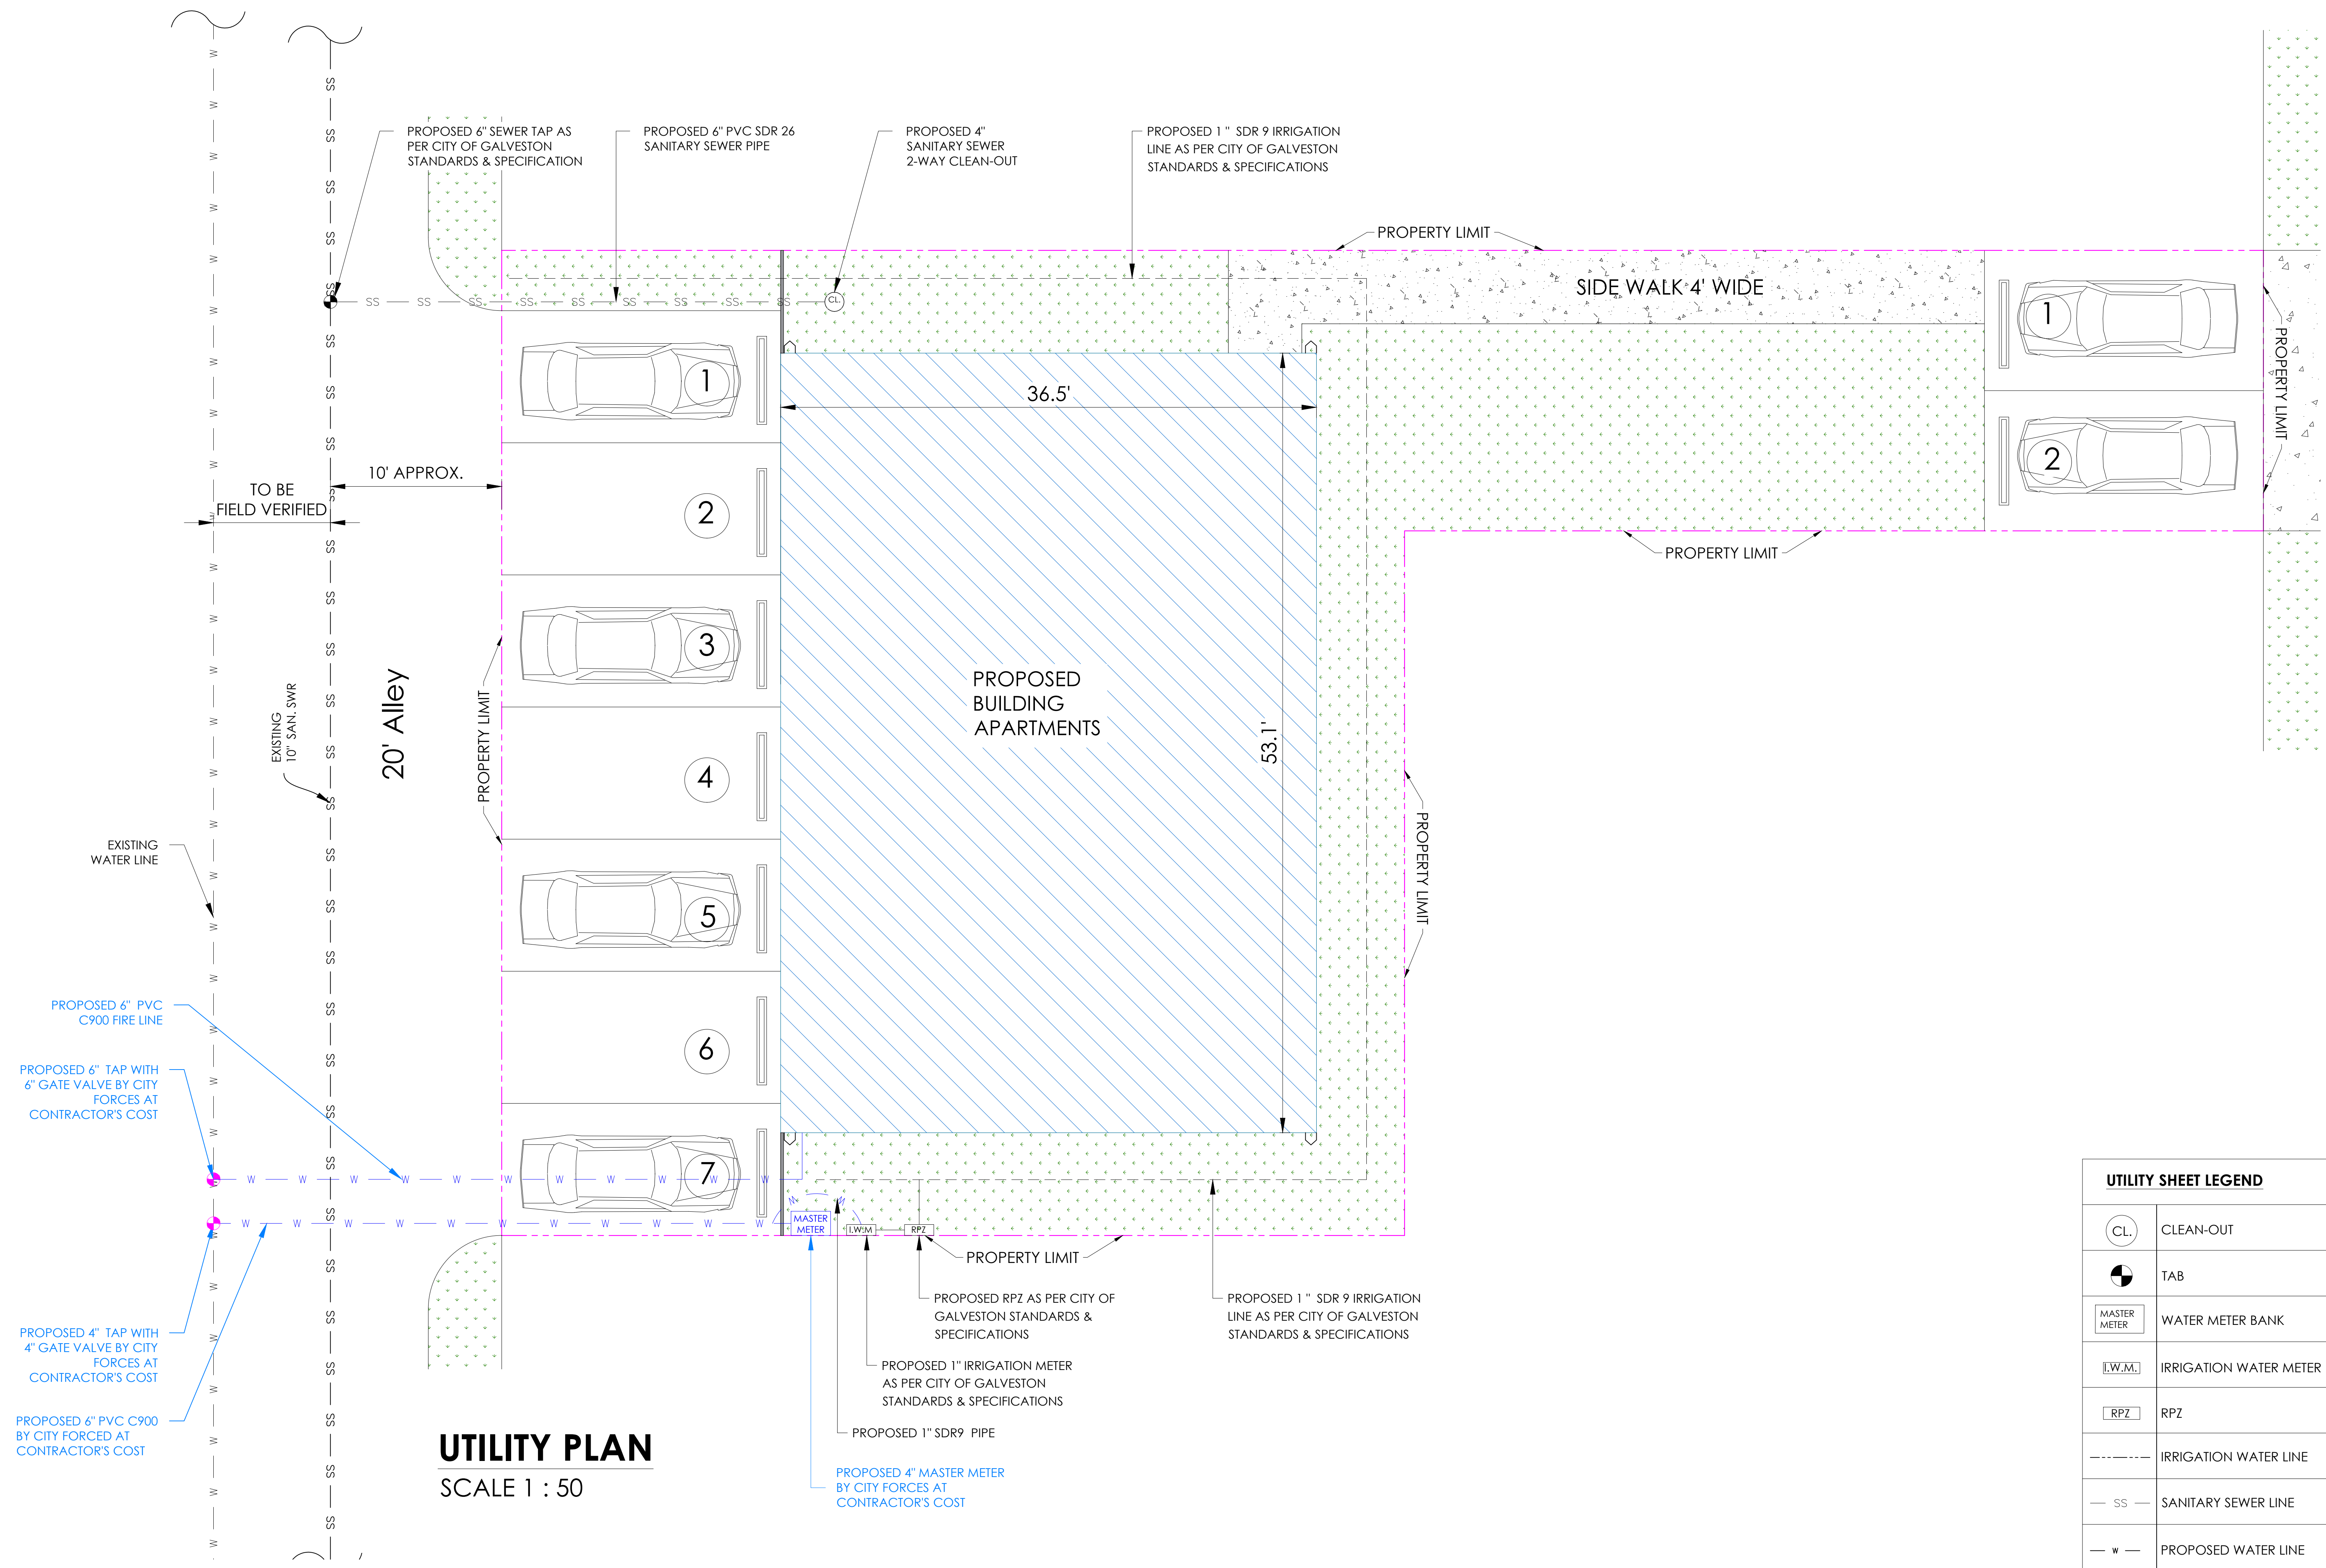 PROPOSED 6" SEWER TAP AS
PER CITY OF GALVESTON
STANDARDS & SPECIFICATION
PROPOSED 6" PVC SDR 26
SANITARY SEWER PIPE
PROPOSED 4"
SANITARY SEWER
2-WAY CLEAN-OUT
PROPOSED 1 " SDR 9 IRRIGATION
LINE AS PER CITY OF GALVESTON
STANDARDS & SPECIFICATIONS
PROPERTY LIMIT
SIDE WALK 4' WIDE
CL.
1
2
PROPERTY LIMIT
PROPERTY LIMIT
1
2
3
4
5
6
7
36.5'
53.1'
10' APPROX.
TO BE
FIELD VERIFIED
EXISTING
10" SAN. SWR
20' Alley
PROPERTY LIMIT
PROPOSED
BUILDING
APARTMENTS
PROPERTY LIMIT
EXISTING
WATER LINE
PROPOSED 6" PVC
C900 FIRE LINE
PROPOSED 6" TAP WITH
6" GATE VALVE BY CITY
FORCES AT
CONTRACTOR'S COST
PROPOSED 4" TAP WITH
4" GATE VALVE BY CITY
FORCES AT
CONTRACTOR'S COST
PROPOSED 6" PVC C900
BY CITY FORCED AT
CONTRACTOR'S COST
MASTER
METER
I.W.M
RPZ
PROPERTY LIMIT
PROPOSED RPZ AS PER CITY OF
GALVESTON STANDARDS &
SPECIFICATIONS
PROPOSED 1 " SDR 9 IRRIGATION
LINE AS PER CITY OF GALVESTON
STANDARDS & SPECIFICATIONS
PROPOSED 1" IRRIGATION METER
AS PER CITY OF GALVESTON
STANDARDS & SPECIFICATIONS
PROPOSED 1" SDR9 PIPE
PROPOSED 4" MASTER METER
BY CITY FORCES AT
CONTRACTOR'S COST
UTILITY PLAN
SCALE 1 : 50
UTILITY SHEET LEGEND
CL. CLEAN-OUT
TAB
MASTER
METER
WATER METER BANK
I.W.M. IRRIGATION WATER METER
RPZ RPZ
IRRIGATION WATER LINE
SS SANITARY SEWER LINE
W PROPOSED WATER LINE